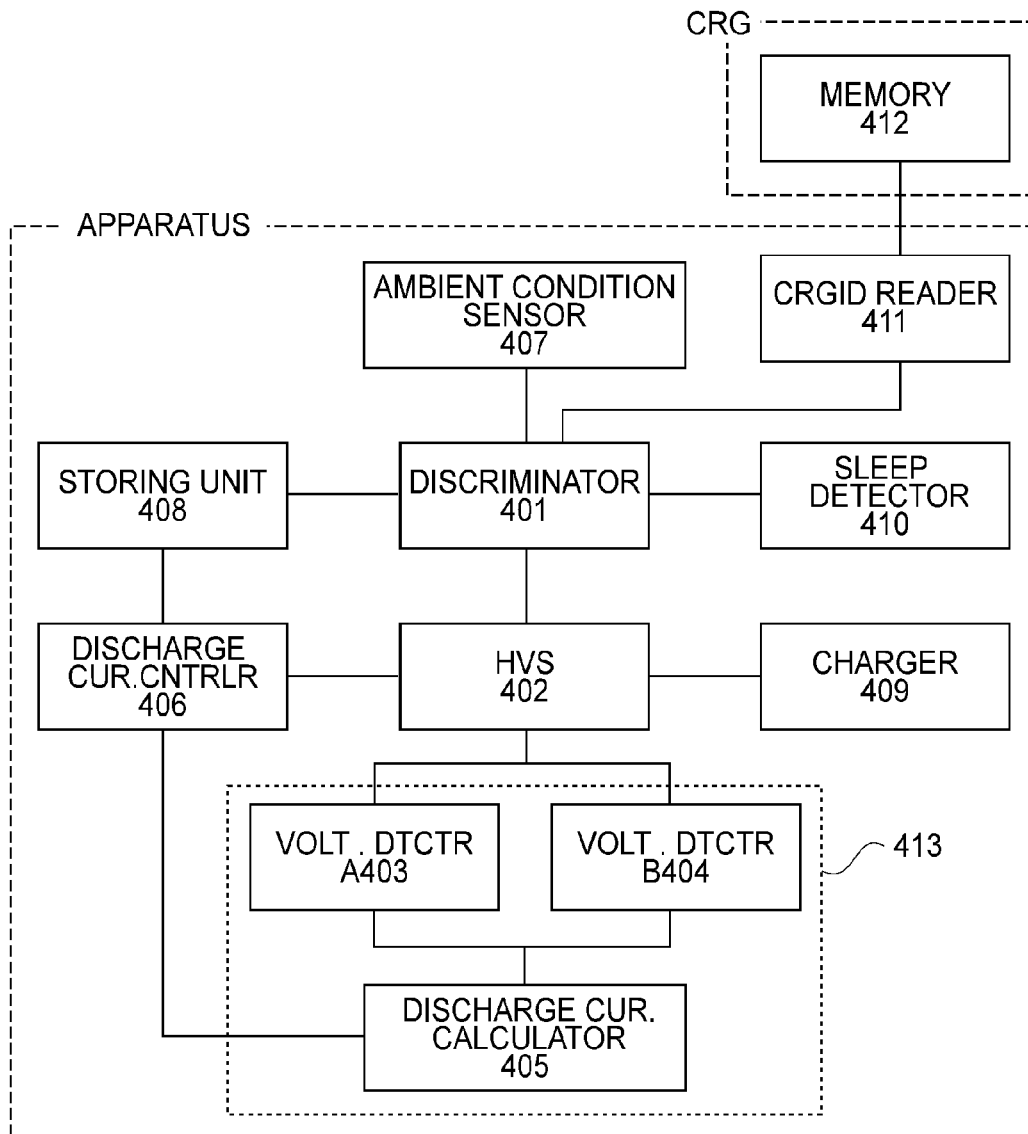 CRG
MEMORY
412
APPARATUS
AMBIENT CONDITION
SENSOR
407
CRGID READER
411
STORING UNIT
408
DISCRIMINATOR
401
SLEEP
DETECTOR
410
DISCHARGE
CUR.CNTRLR
406
HVS
402
CHARGER
409
VOLT . DTCTR
A403
VOLT . DTCTR
B404
413
DISCHARGE CUR.
CALCULATOR
405